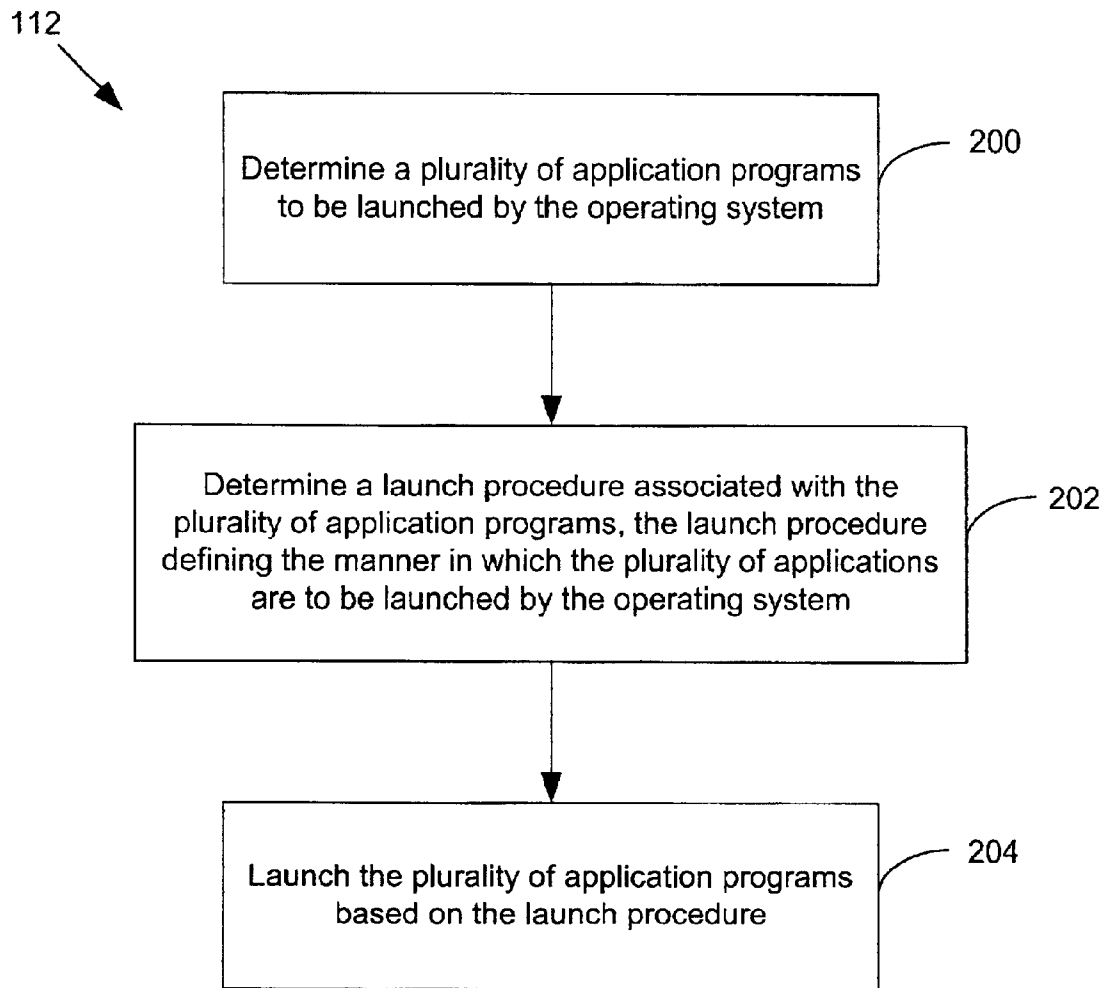 112
Determine a plurality of application programs
to be launched by the operating system
200
Determine a launch procedure associated with the
plurality of application programs, the launch procedure
defining the manner in which the plurality of applications
are to be launched by the operating system
202
Launch the plurality of application programs
based on the launch procedure
204